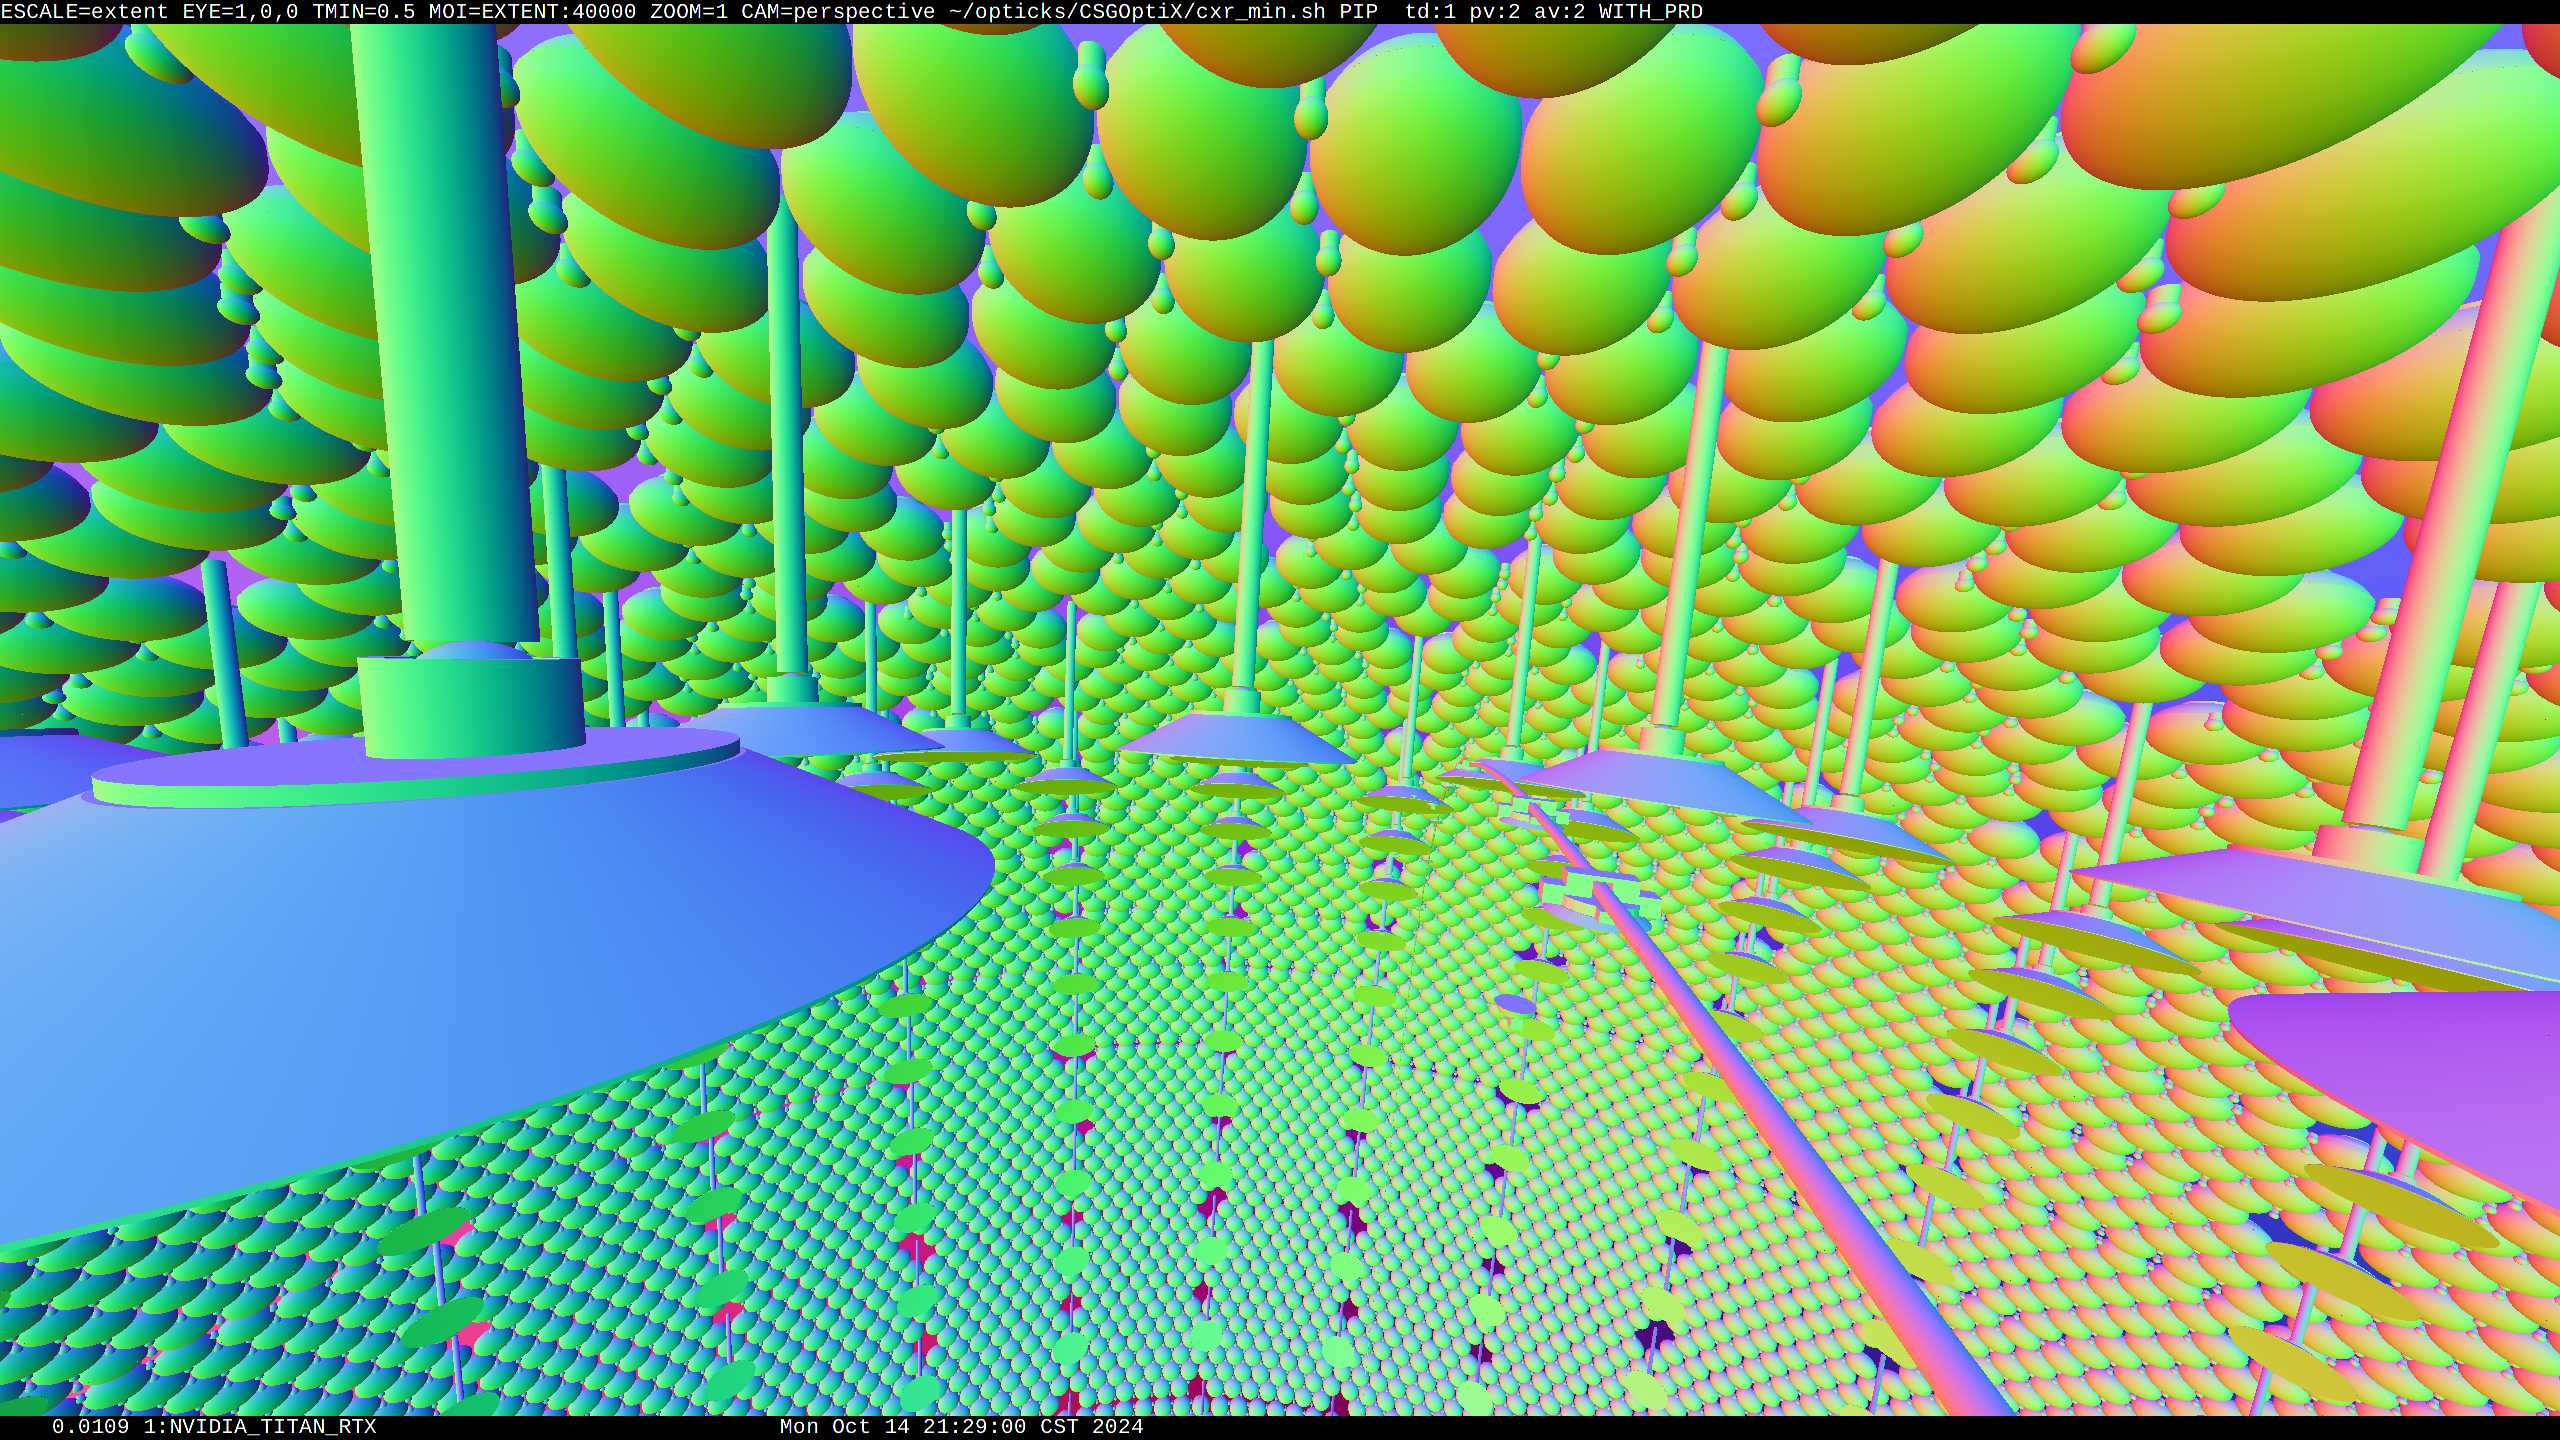 ESCALE=extent EYE=1,0,0 TMIN=0.5 MOI=EXTENT:40000 ZOOM=1 CAM=perspective ~/opticks/CSGOptiX/cxr_min.sh PIP  td:1 pv:2 av:2 WITH_PRD
0.0109 1:NVIDIA_TITAN_RTX
Mon Oct 14 21:29:00 CST 2024